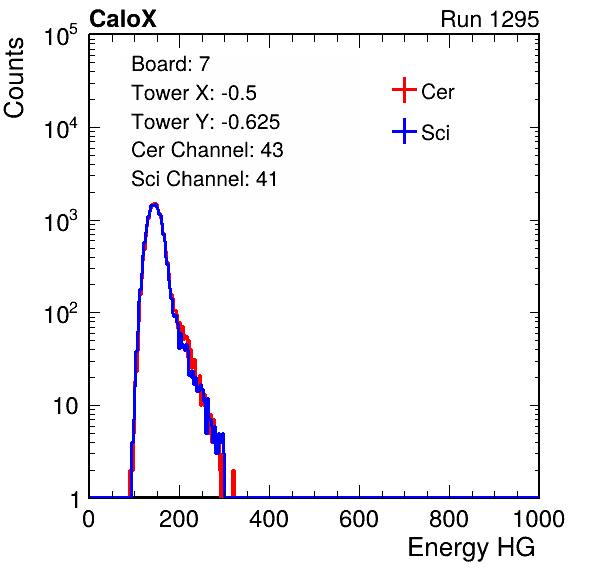 CaloX Run 1295
Counts
10^5
10^4
10^3
10^2
10
1
Board: 7
Tower X: -0.5
Tower Y: -0.625
Cer Channel: 43
Sci Channel: 41
Cer
Sci
0 200 400 600 800 1000
Energy HG